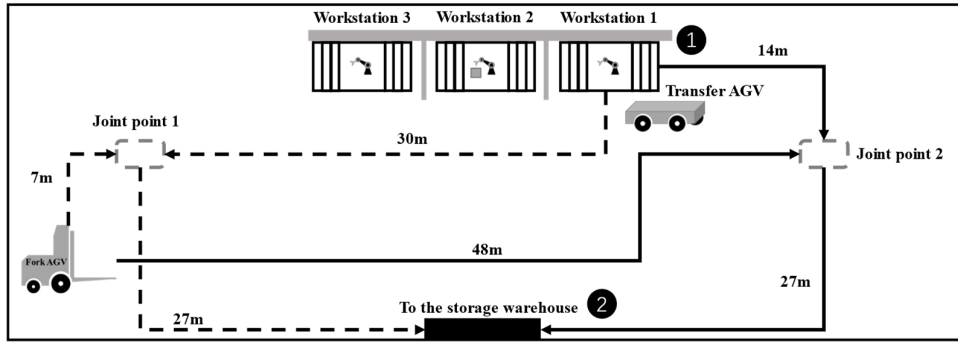 Workstation 3
Workstation 2
Workstation 1
1
14m
Transfer AGV
Joint point 1
30m
Joint point 2
7m
Fork AGV
48m
27m
To the storage warehouse
2
27m